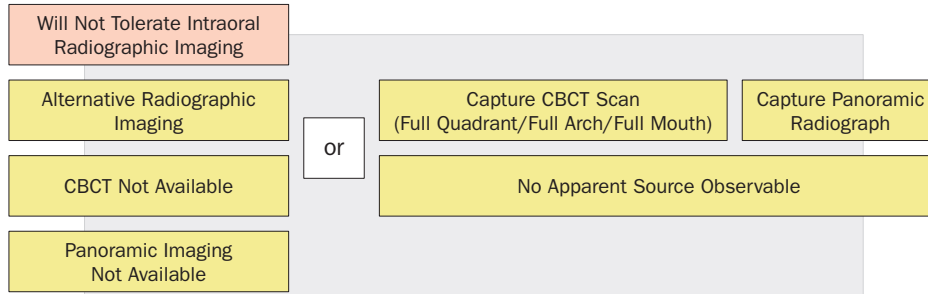 Will Not Tolerate Intraoral
Radiographic Imaging
Alternative Radiographic
Imaging
CBCT Not Available
Panoramic Imaging
Not Available
or
Capture CBCT Scan
(Full Quadrant/Full Arch/Full Mouth)
Capture Panoramic
Radiograph
No Apparent Source Observable